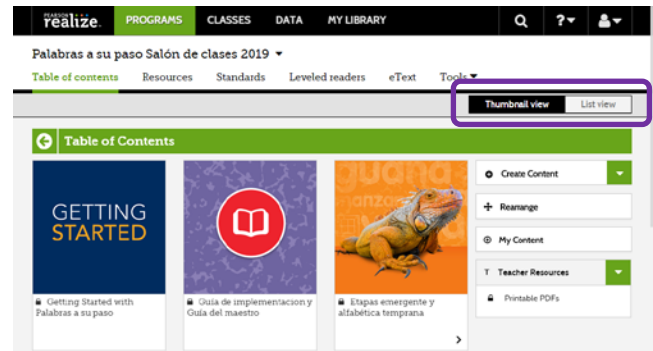 PEARSON
realize. PROGRAMS CLASSES DATA MY LIBRARY ?
Palabras a su paso Salón de clases 2019
Table of contents Resources Standards Leveled readers eText Tools
Thumbnail view List view
Table of Contents
GETTING
STARTED
Getting Started with
Palabras a su paso
Guía de implementacion y
Guía del maestro
iguana
Etapas emergente y
alfabética temprana
Create Content
Rearrange
My Content
T Teacher Resources
Printable PDFs